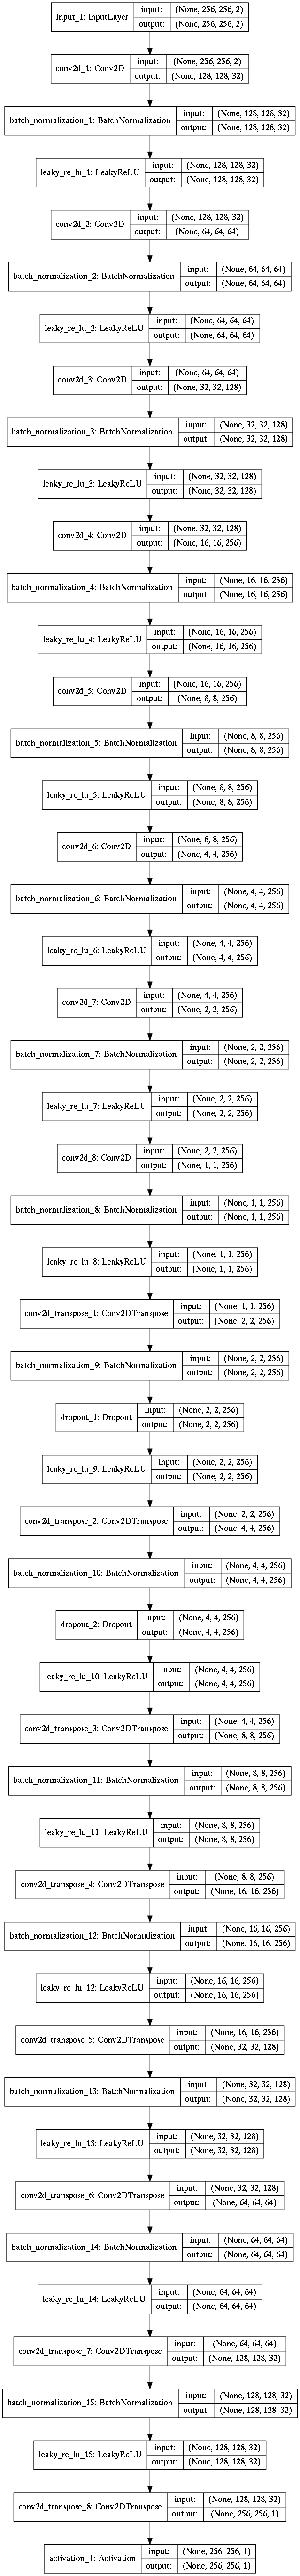 input_1: InputLayer
input: (None, 256, 256, 2)
output: (None, 256, 256, 2)
conv2d_1: Conv2D
input: (None, 256, 256, 2)
output: (None, 128, 128, 32)
batch_normalization_1: BatchNormalization
input: (None, 128, 128, 32)
output: (None, 128, 128, 32)
leaky_re_lu_1: LeakyReLU
input: (None, 128, 128, 32)
output: (None, 128, 128, 32)
conv2d_2: Conv2D
input: (None, 128, 128, 32)
output: (None, 64, 64, 64)
batch_normalization_2: BatchNormalization
input: (None, 64, 64, 64)
output: (None, 64, 64, 64)
leaky_re_lu_2: LeakyReLU
input: (None, 64, 64, 64)
output: (None, 64, 64, 64)
conv2d_3: Conv2D
input: (None, 64, 64, 64)
output: (None, 32, 32, 128)
batch_normalization_3: BatchNormalization
input: (None, 32, 32, 128)
output: (None, 32, 32, 128)
leaky_re_lu_3: LeakyReLU
input: (None, 32, 32, 128)
output: (None, 32, 32, 128)
conv2d_4: Conv2D
input: (None, 32, 32, 128)
output: (None, 16, 16, 256)
batch_normalization_4: BatchNormalization
input: (None, 16, 16, 256)
output: (None, 16, 16, 256)
leaky_re_lu_4: LeakyReLU
input: (None, 16, 16, 256)
output: (None, 16, 16, 256)
conv2d_5: Conv2D
input: (None, 16, 16, 256)
output: (None, 8, 8, 256)
batch_normalization_5: BatchNormalization
input: (None, 8, 8, 256)
output: (None, 8, 8, 256)
leaky_re_lu_5: LeakyReLU
input: (None, 8, 8, 256)
output: (None, 8, 8, 256)
conv2d_6: Conv2D
input: (None, 8, 8, 256)
output: (None, 4, 4, 256)
batch_normalization_6: BatchNormalization
input: (None, 4, 4, 256)
output: (None, 4, 4, 256)
leaky_re_lu_6: LeakyReLU
input: (None, 4, 4, 256)
output: (None, 4, 4, 256)
conv2d_7: Conv2D
input: (None, 4, 4, 256)
output: (None, 2, 2, 256)
batch_normalization_7: BatchNormalization
input: (None, 2, 2, 256)
output: (None, 2, 2, 256)
leaky_re_lu_7: LeakyReLU
input: (None, 2, 2, 256)
output: (None, 2, 2, 256)
conv2d_8: Conv2D
input: (None, 2, 2, 256)
output: (None, 1, 1, 256)
batch_normalization_8: BatchNormalization
input: (None, 1, 1, 256)
output: (None, 1, 1, 256)
leaky_re_lu_8: LeakyReLU
input: (None, 1, 1, 256)
output: (None, 1, 1, 256)
conv2d_transpose_1: Conv2DTranspose
input: (None, 1, 1, 256)
output: (None, 2, 2, 256)
batch_normalization_9: BatchNormalization
input: (None, 2, 2, 256)
output: (None, 2, 2, 256)
dropout_1: Dropout
input: (None, 2, 2, 256)
output: (None, 2, 2, 256)
leaky_re_lu_9: LeakyReLU
input: (None, 2, 2, 256)
output: (None, 2, 2, 256)
conv2d_transpose_2: Conv2DTranspose
input: (None, 2, 2, 256)
output: (None, 4, 4, 256)
batch_normalization_10: BatchNormalization
input: (None, 4, 4, 256)
output: (None, 4, 4, 256)
dropout_2: Dropout
input: (None, 4, 4, 256)
output: (None, 4, 4, 256)
leaky_re_lu_10: LeakyReLU
input: (None, 4, 4, 256)
output: (None, 4, 4, 256)
conv2d_transpose_3: Conv2DTranspose
input: (None, 4, 4, 256)
output: (None, 8, 8, 256)
batch_normalization_11: BatchNormalization
input: (None, 8, 8, 256)
output: (None, 8, 8, 256)
leaky_re_lu_11: LeakyReLU
input: (None, 8, 8, 256)
output: (None, 8, 8, 256)
conv2d_transpose_4: Conv2DTranspose
input: (None, 8, 8, 256)
output: (None, 16, 16, 256)
batch_normalization_12: BatchNormalization
input: (None, 16, 16, 256)
output: (None, 16, 16, 256)
leaky_re_lu_12: LeakyReLU
input: (None, 16, 16, 256)
output: (None, 16, 16, 256)
conv2d_transpose_5: Conv2DTranspose
input: (None, 16, 16, 256)
output: (None, 32, 32, 128)
batch_normalization_13: BatchNormalization
input: (None, 32, 32, 128)
output: (None, 32, 32, 128)
leaky_re_lu_13: LeakyReLU
input: (None, 32, 32, 128)
output: (None, 32, 32, 128)
conv2d_transpose_6: Conv2DTranspose
input: (None, 32, 32, 128)
output: (None, 64, 64, 64)
batch_normalization_14: BatchNormalization
input: (None, 64, 64, 64)
output: (None, 64, 64, 64)
leaky_re_lu_14: LeakyReLU
input: (None, 64, 64, 64)
output: (None, 64, 64, 64)
conv2d_transpose_7: Conv2DTranspose
input: (None, 64, 64, 64)
output: (None, 128, 128, 32)
batch_normalization_15: BatchNormalization
input: (None, 128, 128, 32)
output: (None, 128, 128, 32)
leaky_re_lu_15: LeakyReLU
input: (None, 128, 128, 32)
output: (None, 128, 128, 32)
conv2d_transpose_8: Conv2DTranspose
input: (None, 128, 128, 32)
output: (None, 256, 256, 1)
activation_1: Activation
input: (None, 256, 256, 1)
output: (None, 256, 256, 1)